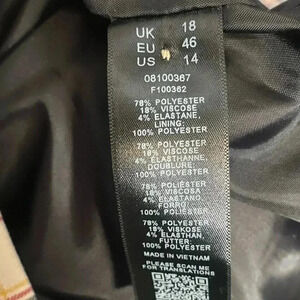 UK 18
EU 46
US 14
08100367
F100362
78% POLYESTER
18% VISCOSE
4% ELASTANE,
LINING:
100% POLYESTER
78% POLYESTER
18% VISCOSE
4% ELASTHANNE,
DOUBLURE:
100% POLYESTER
78% POLIÉSTER
18% VISCOSA
4% ELASTANO
FORRO
100% POLIÉSTER
78% POLYESTER
18% VISKOSE
4% ELASTHAN,
FUTTER:
100% POLYESTER
MADE IN VIETNAM
PLEASE SCAN ME
FOR TRANSLATIONS